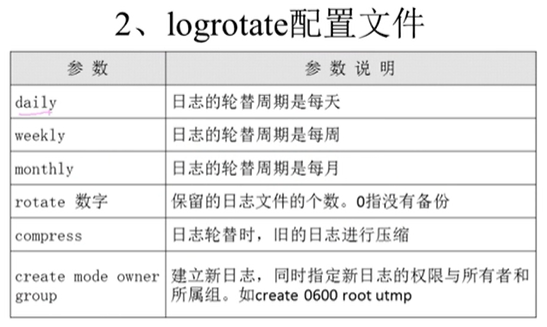 2、logrotate配置文件
参 数 参 数 说 明
daily 日志的轮替周期是每天
weekly 日志的轮替周期是每周
monthly 日志的轮替周期是每月
rotate 数字 保留的日志文件的个数。0指没有备份
compress 日志轮替时，旧的日志进行压缩
create mode owner group 建立新日志，同时指定新日志的权限与所有者和
所属组。如create 0600 root utmp